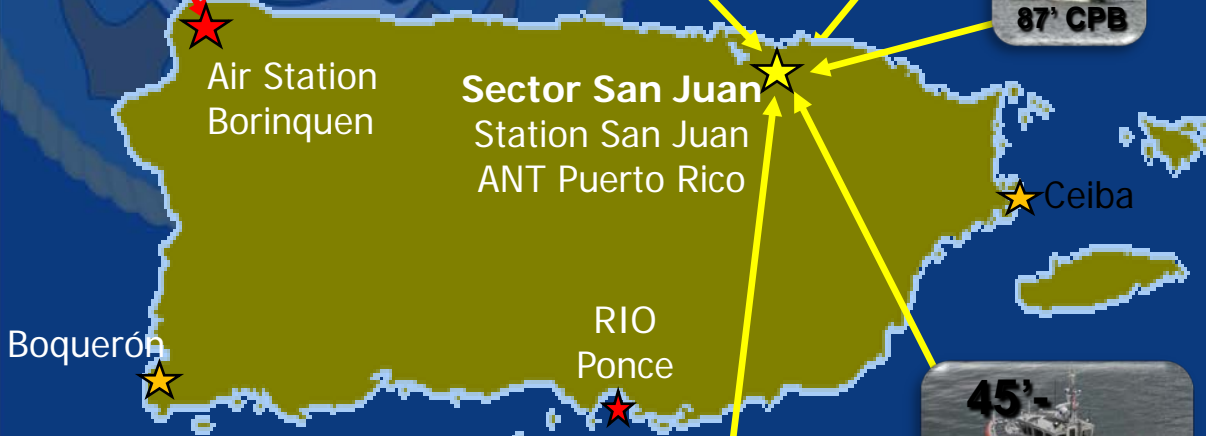 87' CPB
Air Station
Borinquen
Sector San Juan
Station San Juan
ANT Puerto Rico
Ceiba
RIO
Ponce
Boquerón
45'-